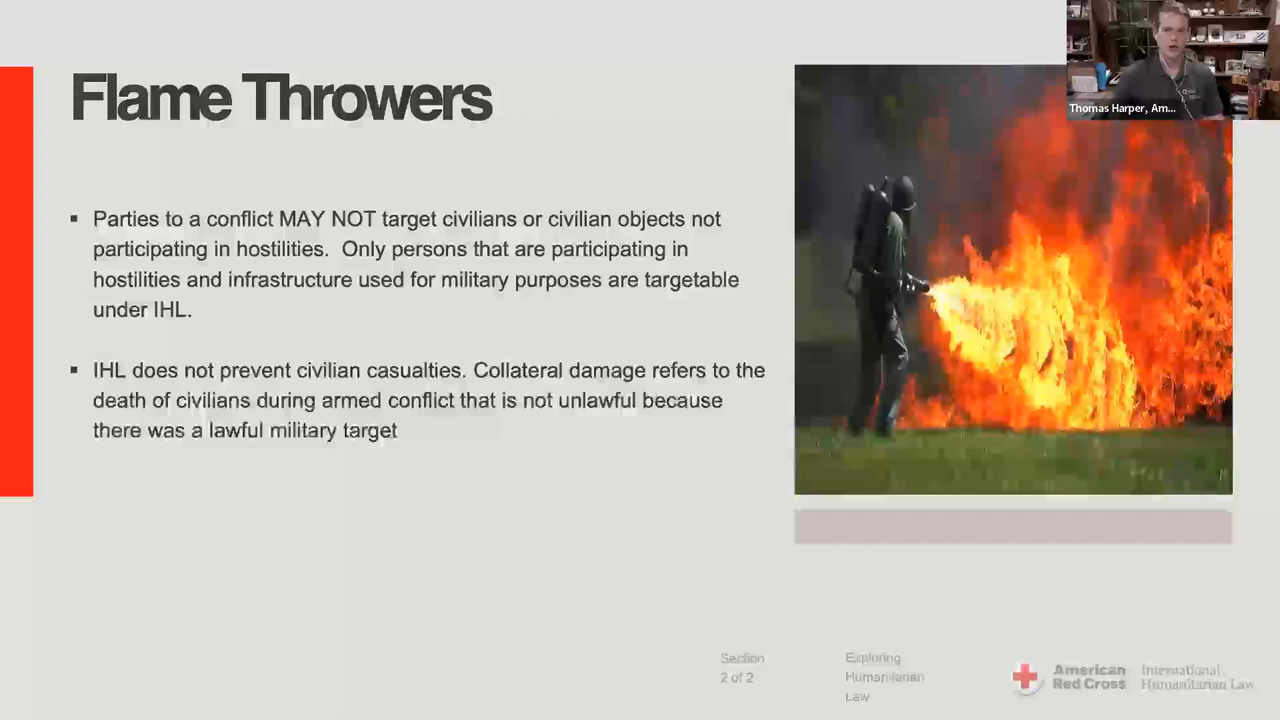 Flame Throwers
Thomas Harper, Am...
▪ Parties to a conflict MAY NOT target civilians or civilian objects not
participating in hostilities. Only persons that are participating in
hostilities and infrastructure used for military purposes are targetable
under IHL.
▪ IHL does not prevent civilian casualties. Collateral damage refers to the
death of civilians during armed conflict that is not unlawful because
there was a lawful military target
Section
2 of 2
Exploring
Humanitarian
Law
American
Red Cross
International
Humanitarian Law